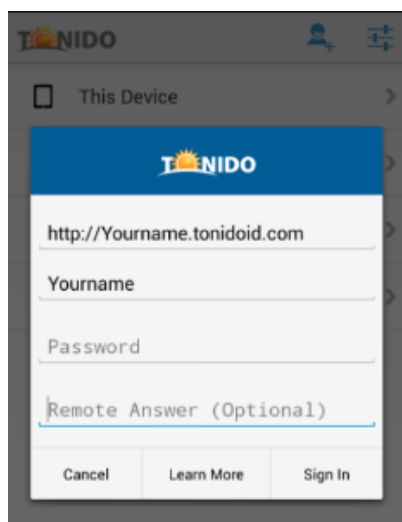 TONIDO
This Device
TONIDO
http://Yourname.tonidoid.com
Yourname
Password
Remote Answer (Optional)
Cancel Learn More Sign In